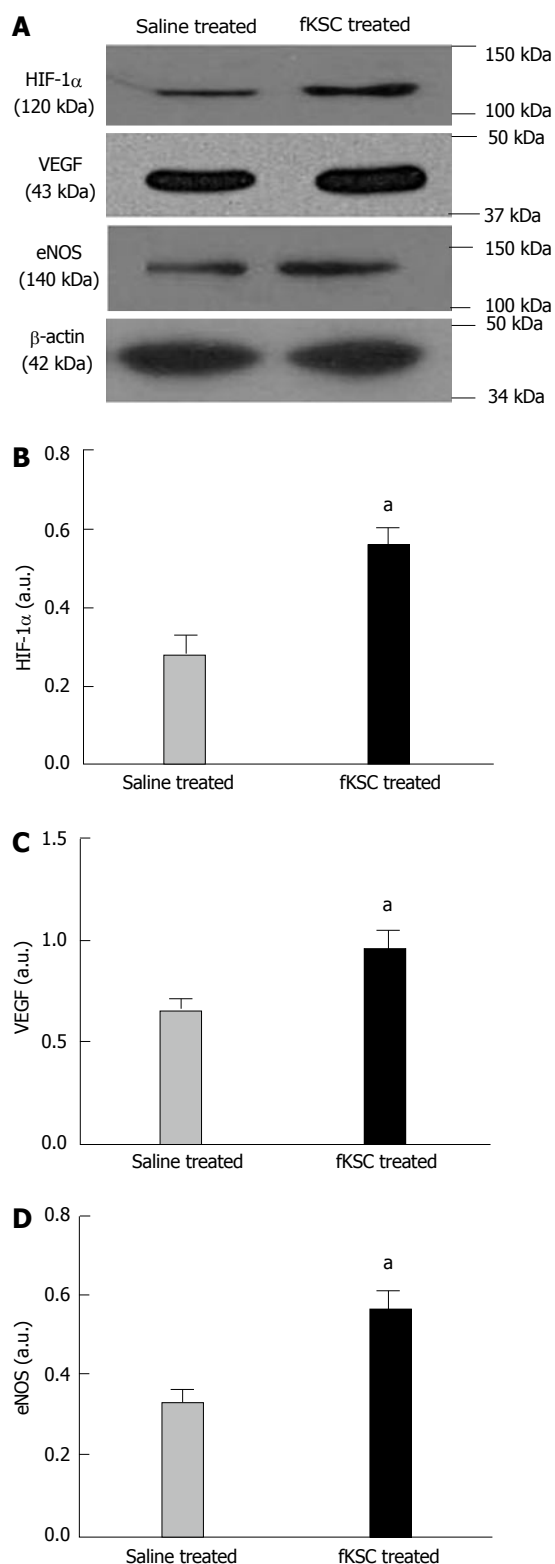 A
Saline treated fKSC treated
HIF-1α
(120 kDa)
150 kDa
100 kDa
VEGF
(43 kDa)
50 kDa
37 kDa
eNOS
(140 kDa)
150 kDa
100 kDa
β-actin
(42 kDa)
50 kDa
34 kDa
B
HIF-1α (a.u.)
0.8
0.6
0.4
0.2
0.0
a
Saline treated fKSC treated
C
VEGF (a.u.)
1.5
1.0
0.5
0.0
a
Saline treated fKSC treated
D
eNOS (a.u.)
0.8
0.6
0.4
0.2
0.0
a
Saline treated fKSC treated